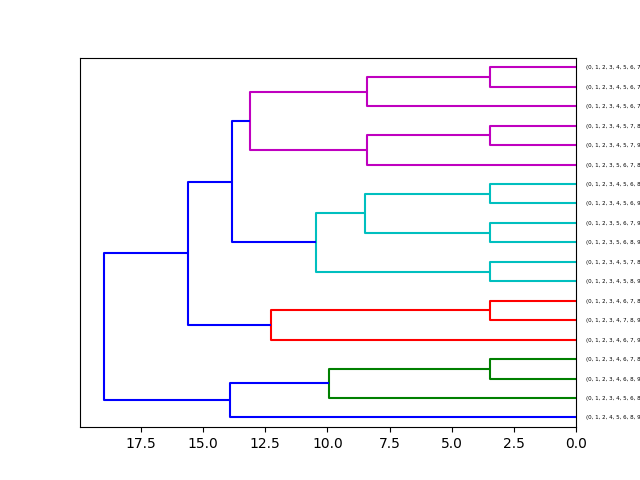 (0, 1, 2, 3, 4, 5, 6, 7
(0, 1, 2, 3, 4, 5, 6, 7
(0, 1, 2, 3, 4, 5, 6, 7
(0, 1, 2, 3, 4, 5, 7, 8
(0, 1, 2, 3, 4, 5, 7, 9
(0, 1, 2, 3, 5, 6, 7, 8
(0, 1, 2, 3, 4, 5, 6, 8
(0, 1, 2, 3, 4, 5, 6, 9
(0, 1, 2, 3, 5, 6, 7, 9
(0, 1, 2, 3, 5, 6, 8, 9
(0, 1, 2, 3, 4, 5, 7, 8
(0, 1, 2, 3, 4, 5, 8, 9
(0, 1, 2, 3, 4, 6, 7, 8
(0, 1, 2, 3, 4, 7, 8, 9
(0, 1, 2, 3, 4, 6, 7, 9
(0, 1, 2, 3, 4, 6, 7, 8
(0, 1, 2, 3, 4, 6, 8, 9
(0, 1, 2, 3, 4, 5, 6, 8
(0, 1, 2, 4, 5, 6, 8, 9
17.5 15.0 12.5 10.0 7.5 5.0 2.5 0.0